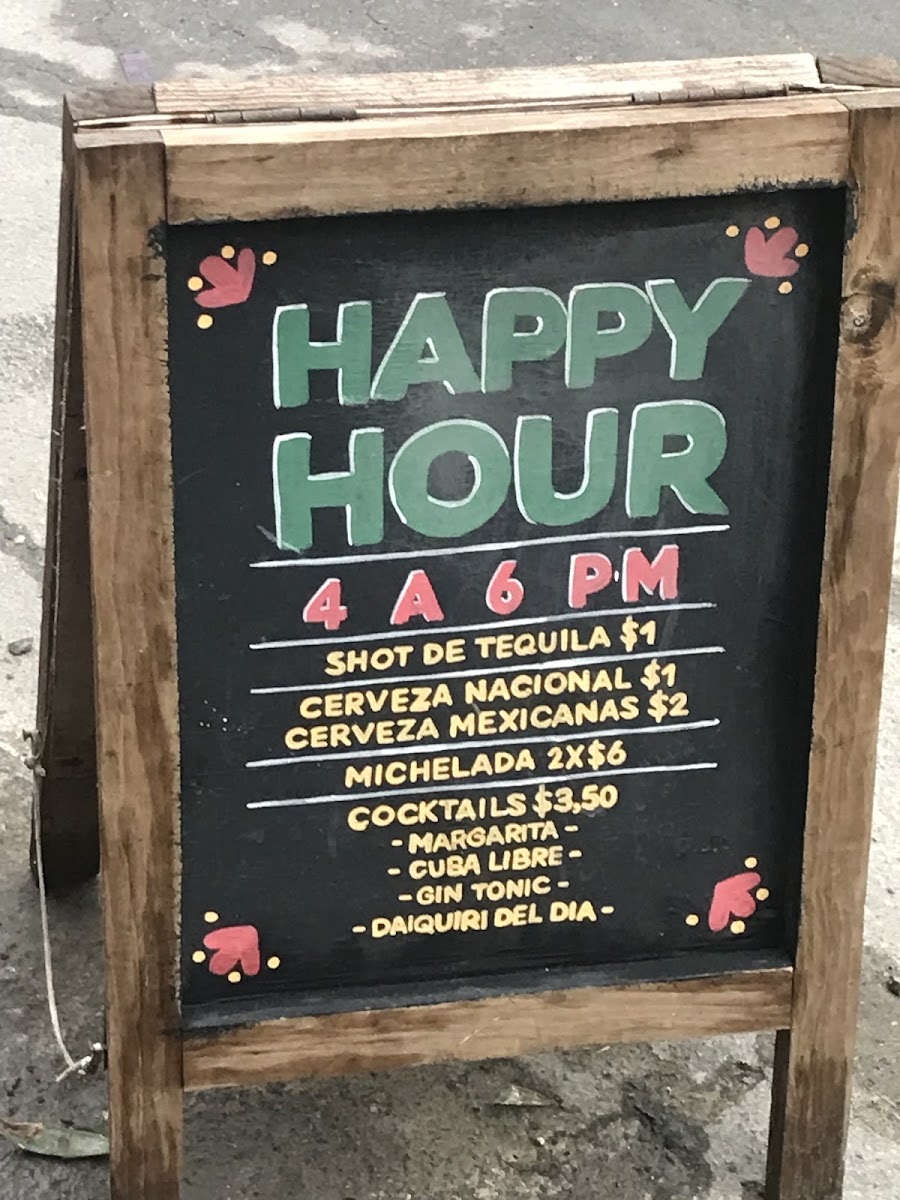 HAPPY
HOUR
4 A 6 P.M
SHOT DE TEQUILA $1
CERVEZA NACIONAL $1
CERVEZA MEXICANAS $2
MICHELADA 2X$6
COCKTAILS $3,50
- MARGARITA -
- CUBA LIBRE -
- GIN TONIC -
- DAIQUIRI DEL DIA -